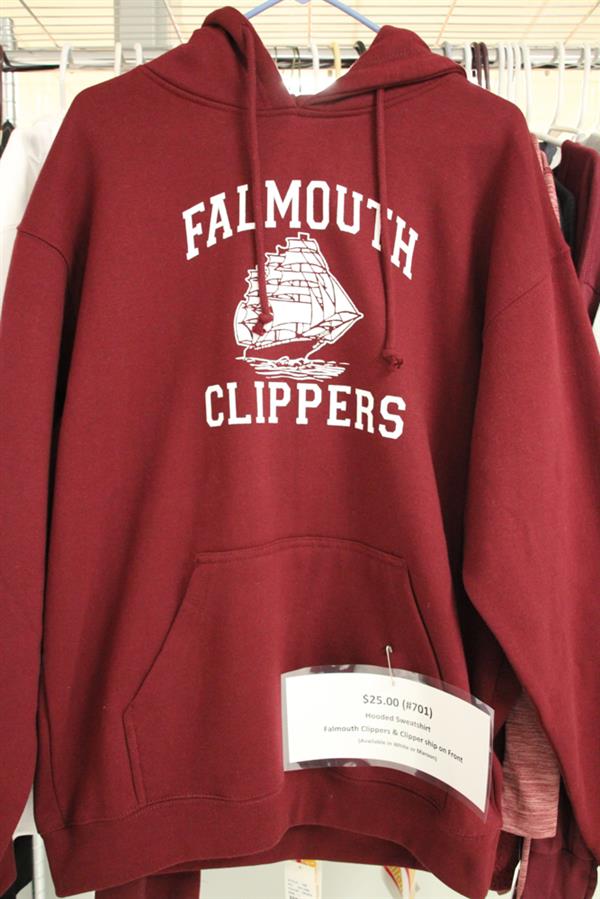 FALMOUTH
CLIPPERS
$25.00 (#701)
Hooded Sweatshirt
Falmouth Clippers & Clipper ship on Front
(Available in White or Maroon)